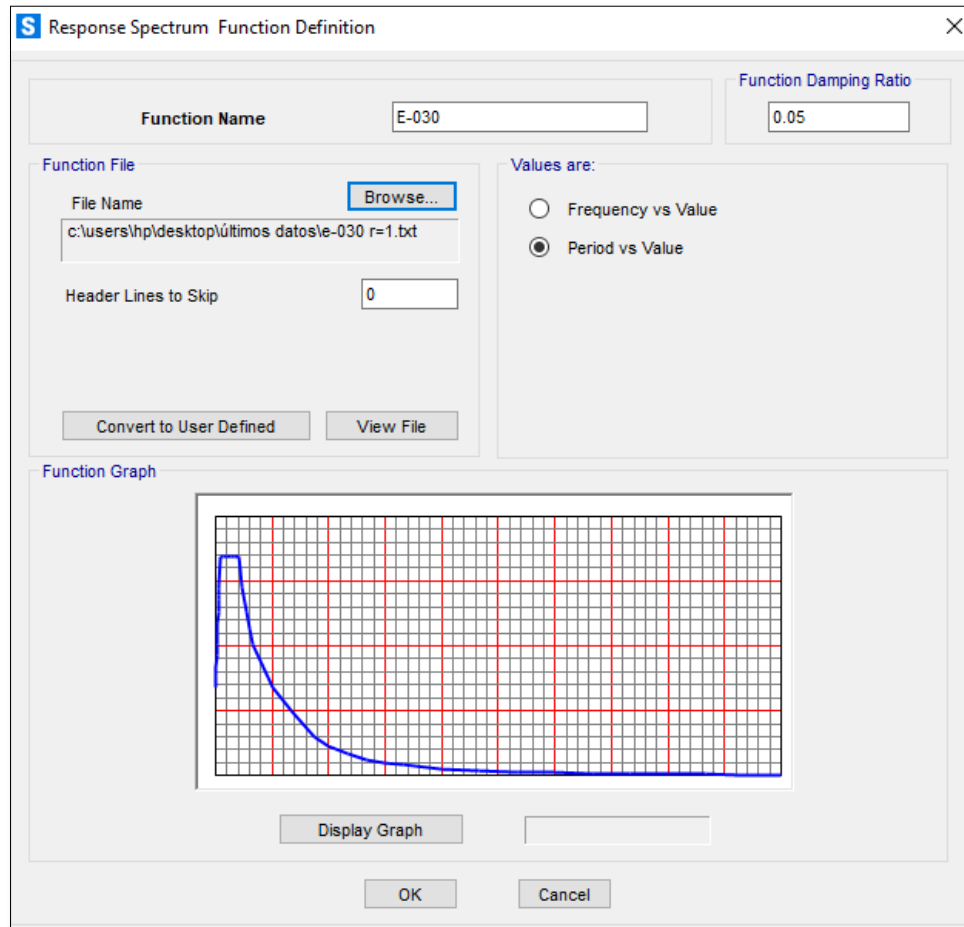 S Response Spectrum Function Definition
Function Name
E-030
Function Damping Ratio
0.05
Function File
File Name
Browse...
c:\users\hp\desktop\últimos datos\e-030 r=1.txt
Header Lines to Skip
0
Convert to User Defined
View File
Values are:
Frequency vs Value
Period vs Value
Function Graph
Display Graph
OK
Cancel